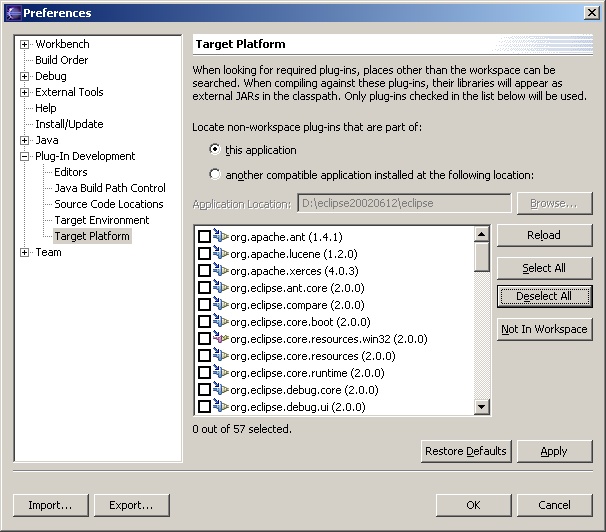 Preferences
Workbench
Build Order
Debug
External Tools
Help
Install/Update
Java
Plug-In Development
Editors
Java Build Path Control
Source Code Locations
Target Environment
Target Platform
Team
Target Platform
When looking for required plug-ins, places other than the workspace can be
searched. When compiling against these plug-ins, their libraries will appear as
external JARs in the classpath. Only plug-ins checked in the list below will be used.
Locate non-workspace plug-ins that are part of:
this application
another compatible application installed at the following location:
Application Location: D:\eclipse20020612\eclipse Browse...
org.apache.ant (1.4.1)
org.apache.lucene (1.2.0)
org.apache.xerces (4.0.3)
org.eclipse.ant.core (2.0.0)
org.eclipse.compare (2.0.0)
org.eclipse.core.boot (2.0.0)
org.eclipse.core.resources.win32 (2.0.0)
org.eclipse.core.resources (2.0.0)
org.eclipse.core.runtime (2.0.0)
org.eclipse.debug.core (2.0.0)
org.eclipse.debug.ui (2.0.0)
Reload
Select All
Deselect All
Not In Workspace
0 out of 57 selected.
Restore Defaults Apply
Import... Export... OK Cancel